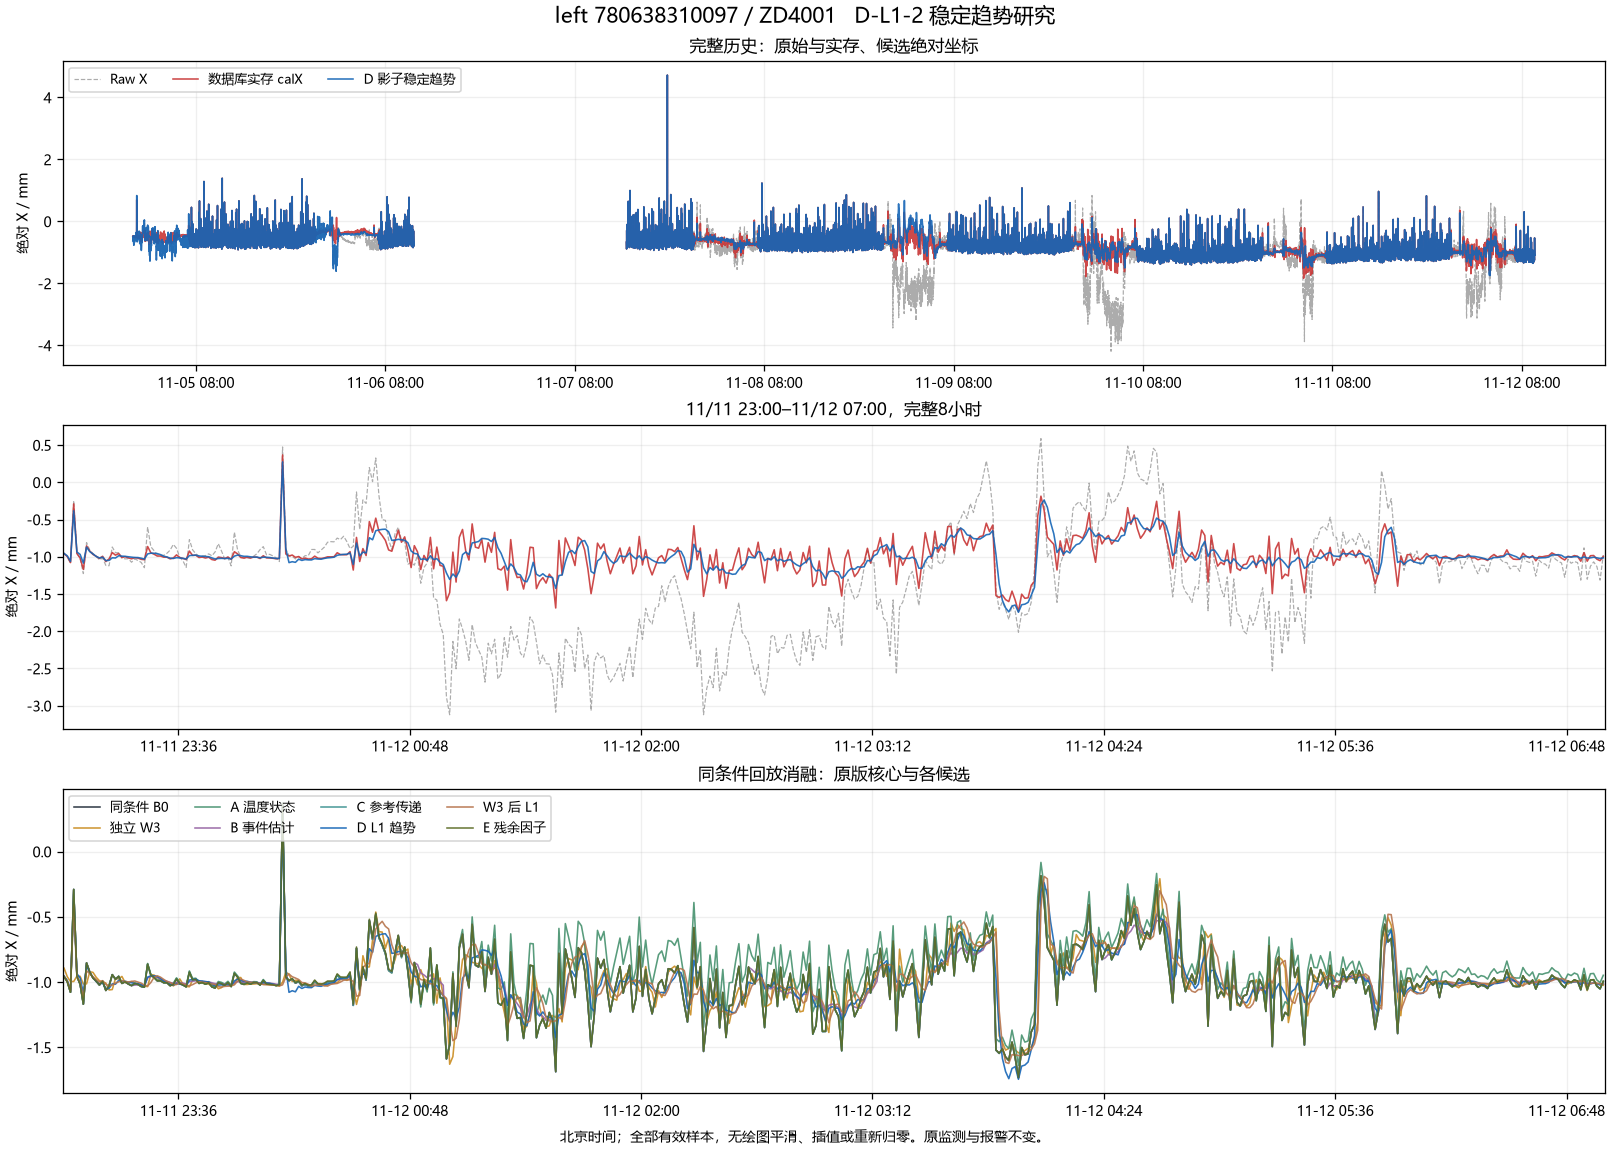 left 780638310097 / ZD4001   D-L1-2 稳定趋势研究
完整历史：原始与实存、候选绝对坐标
Raw X
数据库实存 calX
D 影子稳定趋势
绝对 X / mm
4
2
0
-2
-4
11-05 08:00
11-06 08:00
11-07 08:00
11-08 08:00
11-09 08:00
11-10 08:00
11-11 08:00
11-12 08:00
11/11 23:00–11/12 07:00，完整8小时
绝对 X / mm
0.5
0.0
-0.5
-1.0
-1.5
-2.0
-2.5
-3.0
11-11 23:36
11-12 00:48
11-12 02:00
11-12 03:12
11-12 04:24
11-12 05:36
11-12 06:48
同条件回放消融：原版核心与各候选
同条件 B0
A 温度状态
C 参考传递
W3 后 L1
独立 W3
B 事件估计
D L1 趋势
E 残余因子
绝对 X / mm
0.0
-0.5
-1.0
-1.5
11-11 23:36
11-12 00:48
11-12 02:00
11-12 03:12
11-12 04:24
11-12 05:36
11-12 06:48
北京时间；全部有效样本，无绘图平滑、插值或重新归零。原监测与报警不变。